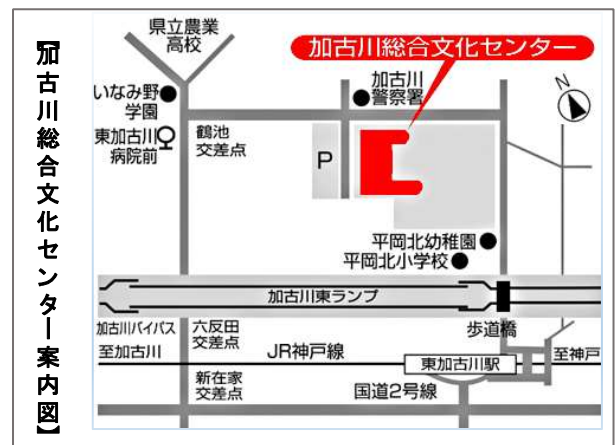 【加古川総合文化センター案内図】
県立農業
高校
加古川総合文化センター
いなみ野
学園
加古川
警察署
N
東加古川
病院前
鶴池
交差点
P
平岡北幼稚園
平岡北小学校
加古川東ランプ
加古川バイパス
六反田
交差点
歩道橋
至加古川
JR神戸線
東加古川駅
至神戸
新在家
交差点
国道2号線